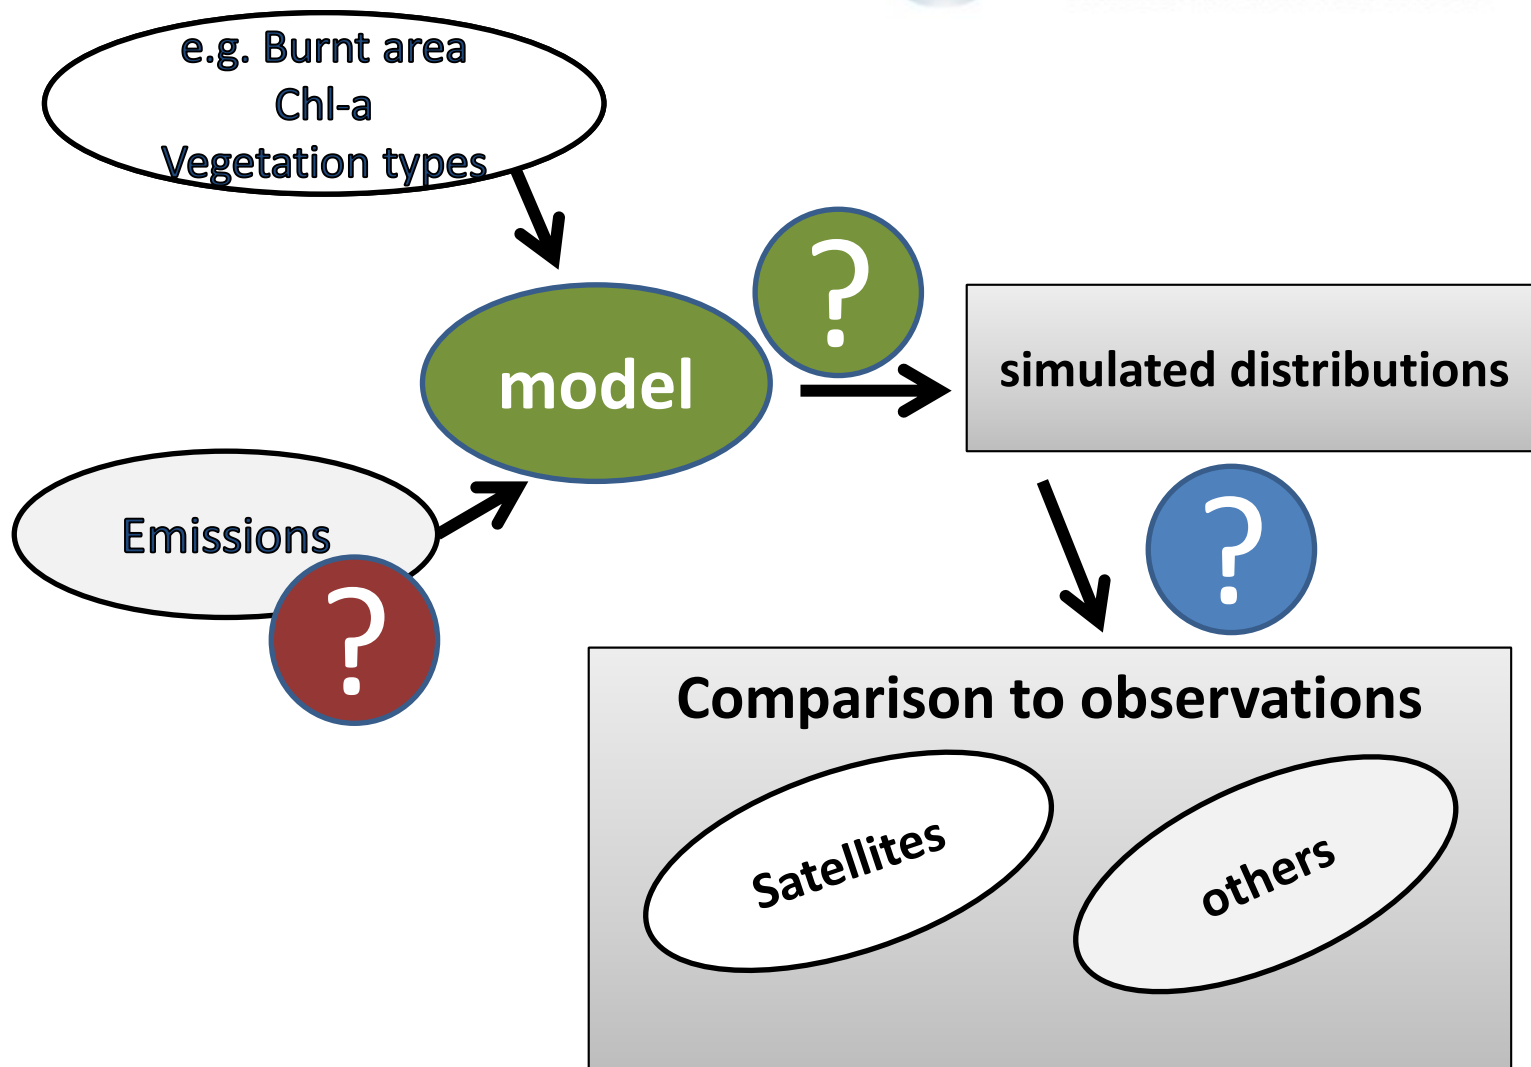 e.g. Burnt area
Chl-a
Vegetation types
?
model
simulated distributions
Emissions
?
?
Comparison to observations
Satellites
others